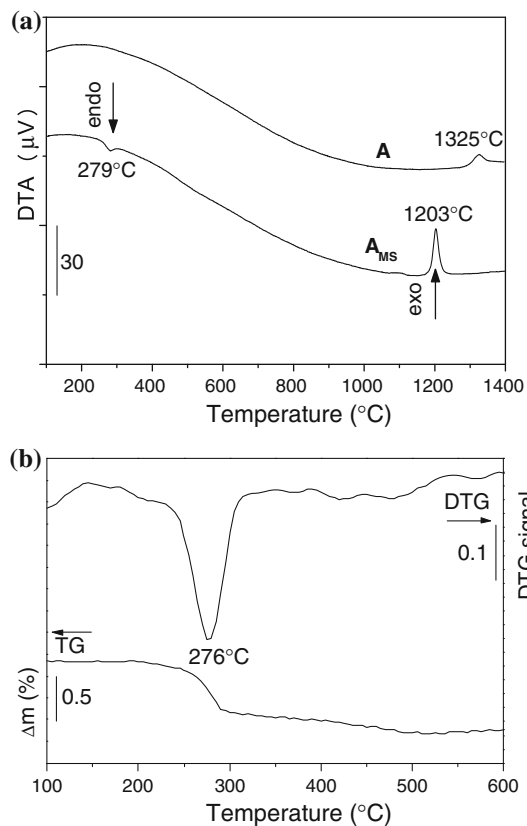 (a)
endo
279°C
A
1325°C
1203°C
A_MS
exo
30
DTA ( μV)
200 400 600 800 1000 1200 1400
Temperature (°C)
(b)
DTG
0.1
DTG signal
TG
276°C
0.5
Δm (%)
100 200 300 400 500 600
Temperature (°C)